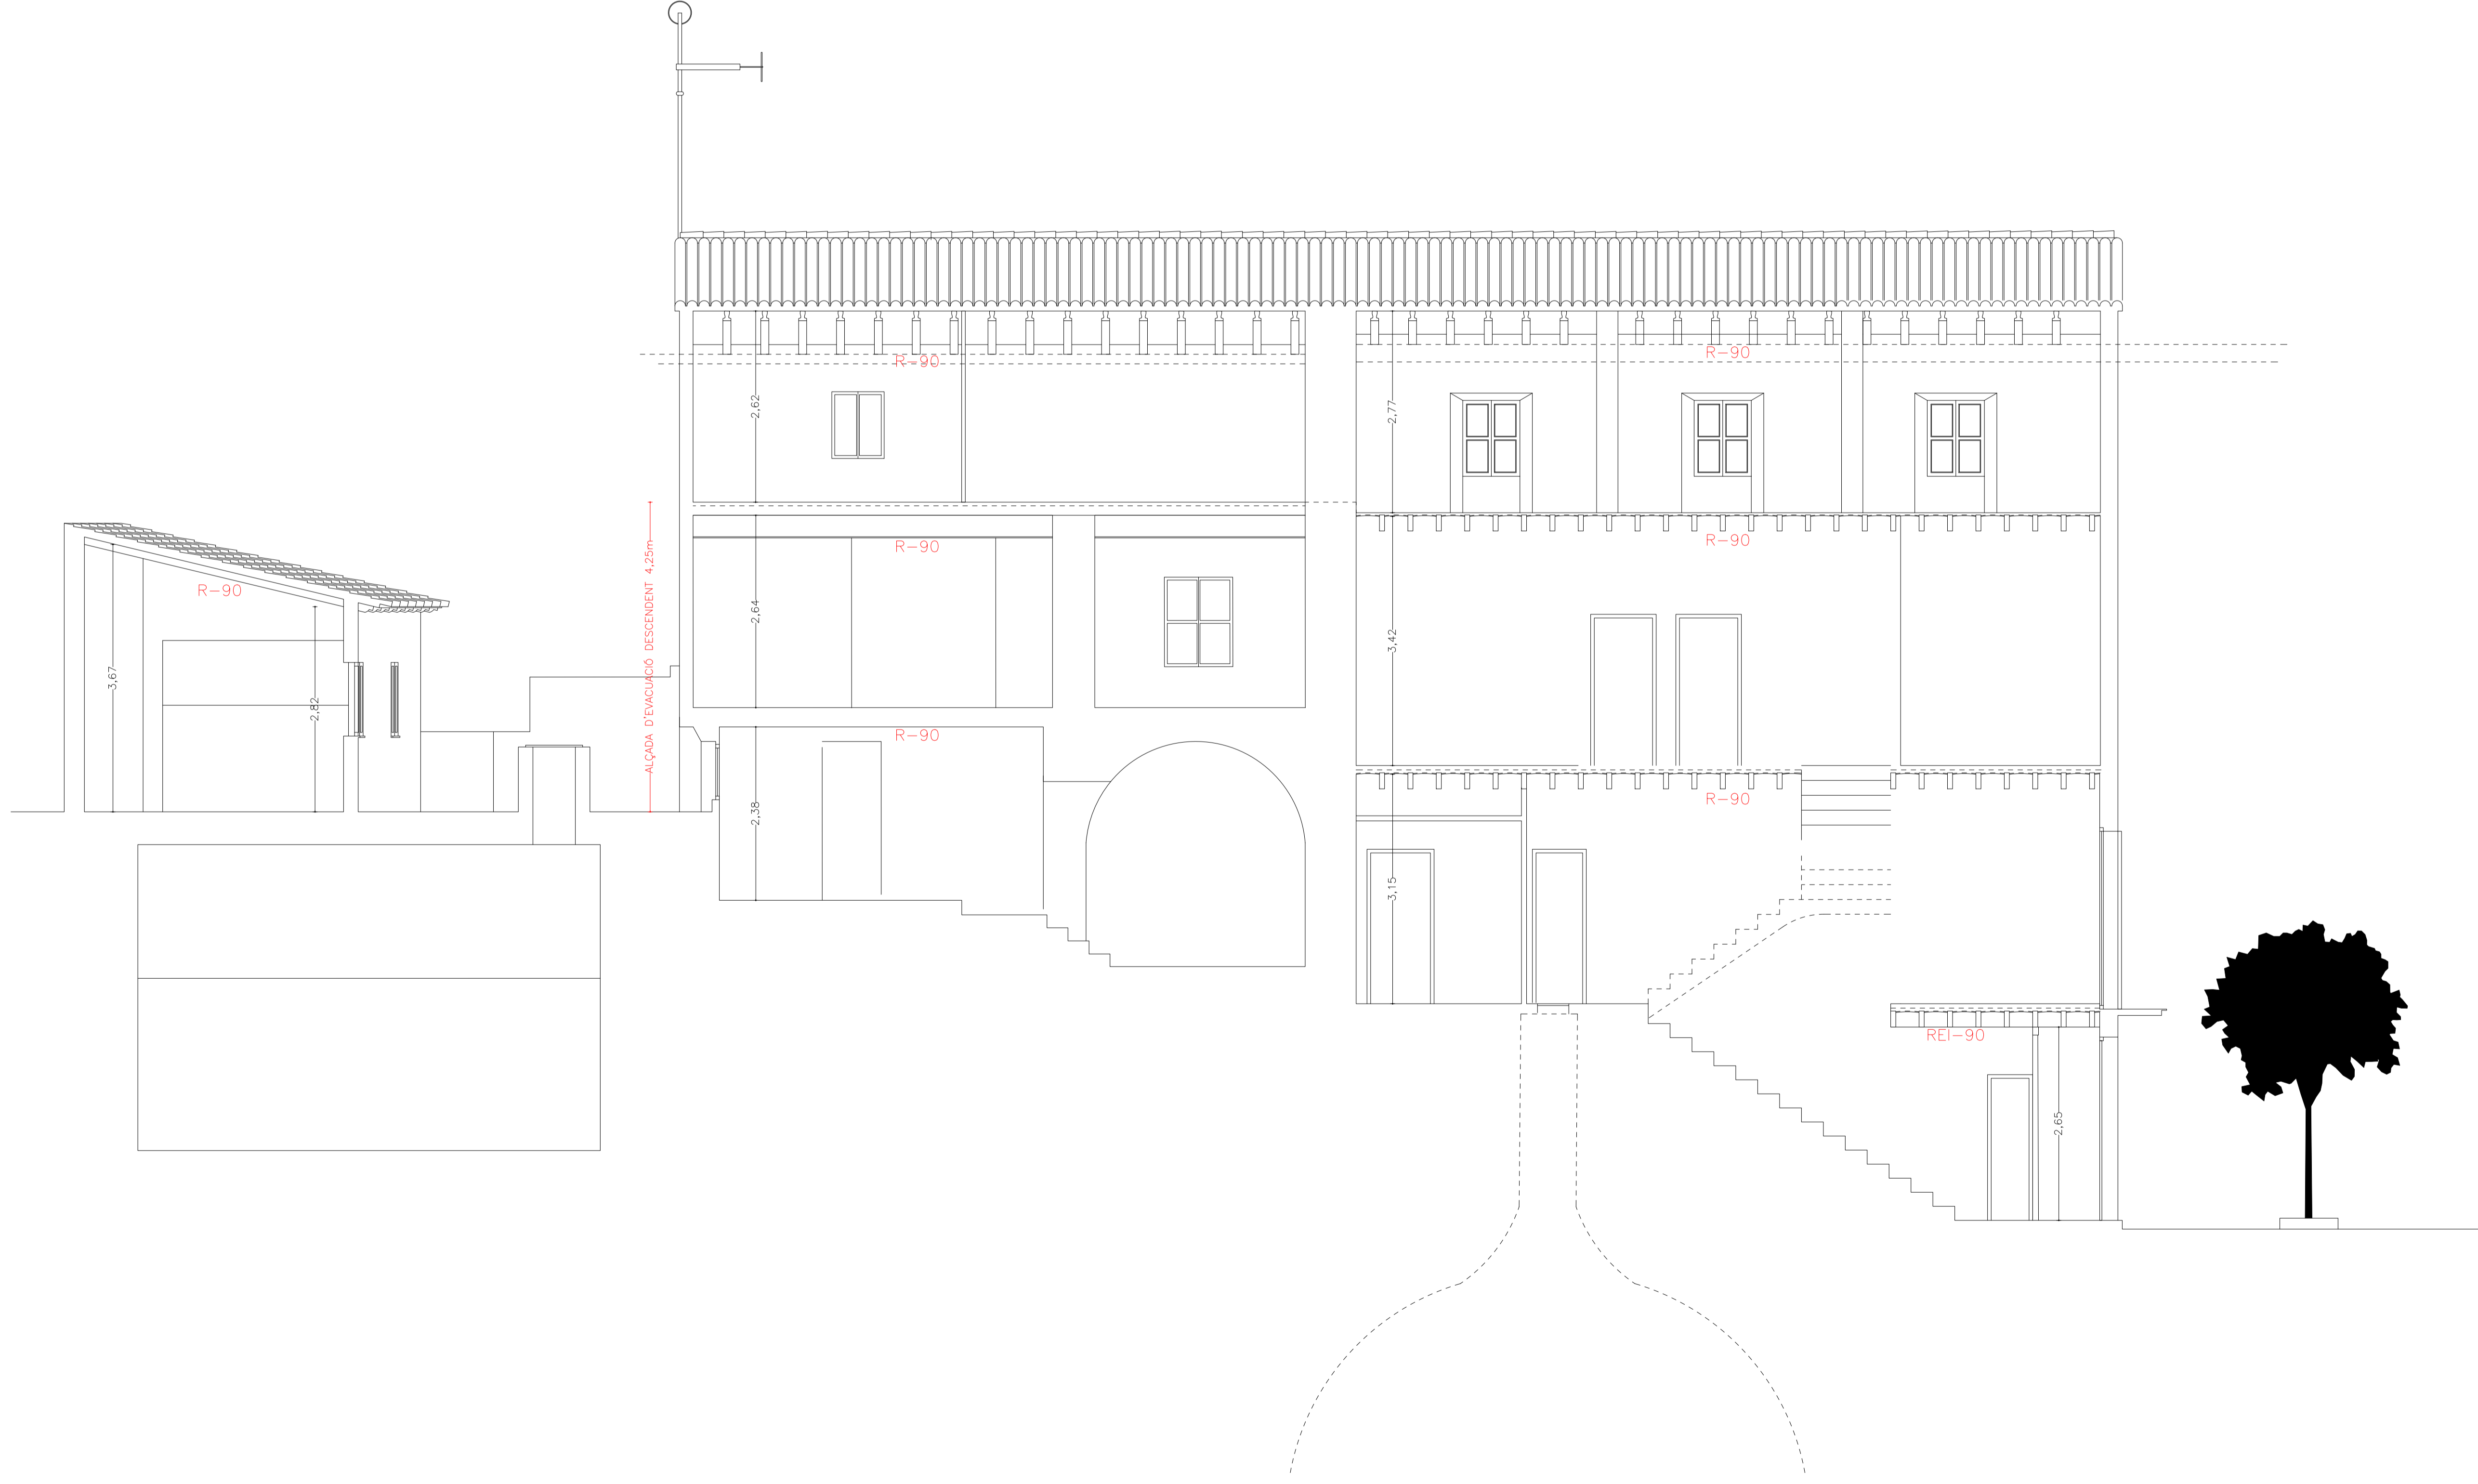 R-90
R-90
2,62
2,77
R-90
R-90
R-90
ALÇADA D'EVACUACIÓ DESCENDENT 4,25m
2,64
3,42
3,67
2,82
R-90
R-90
2,38
3,15
REI-90
2,65